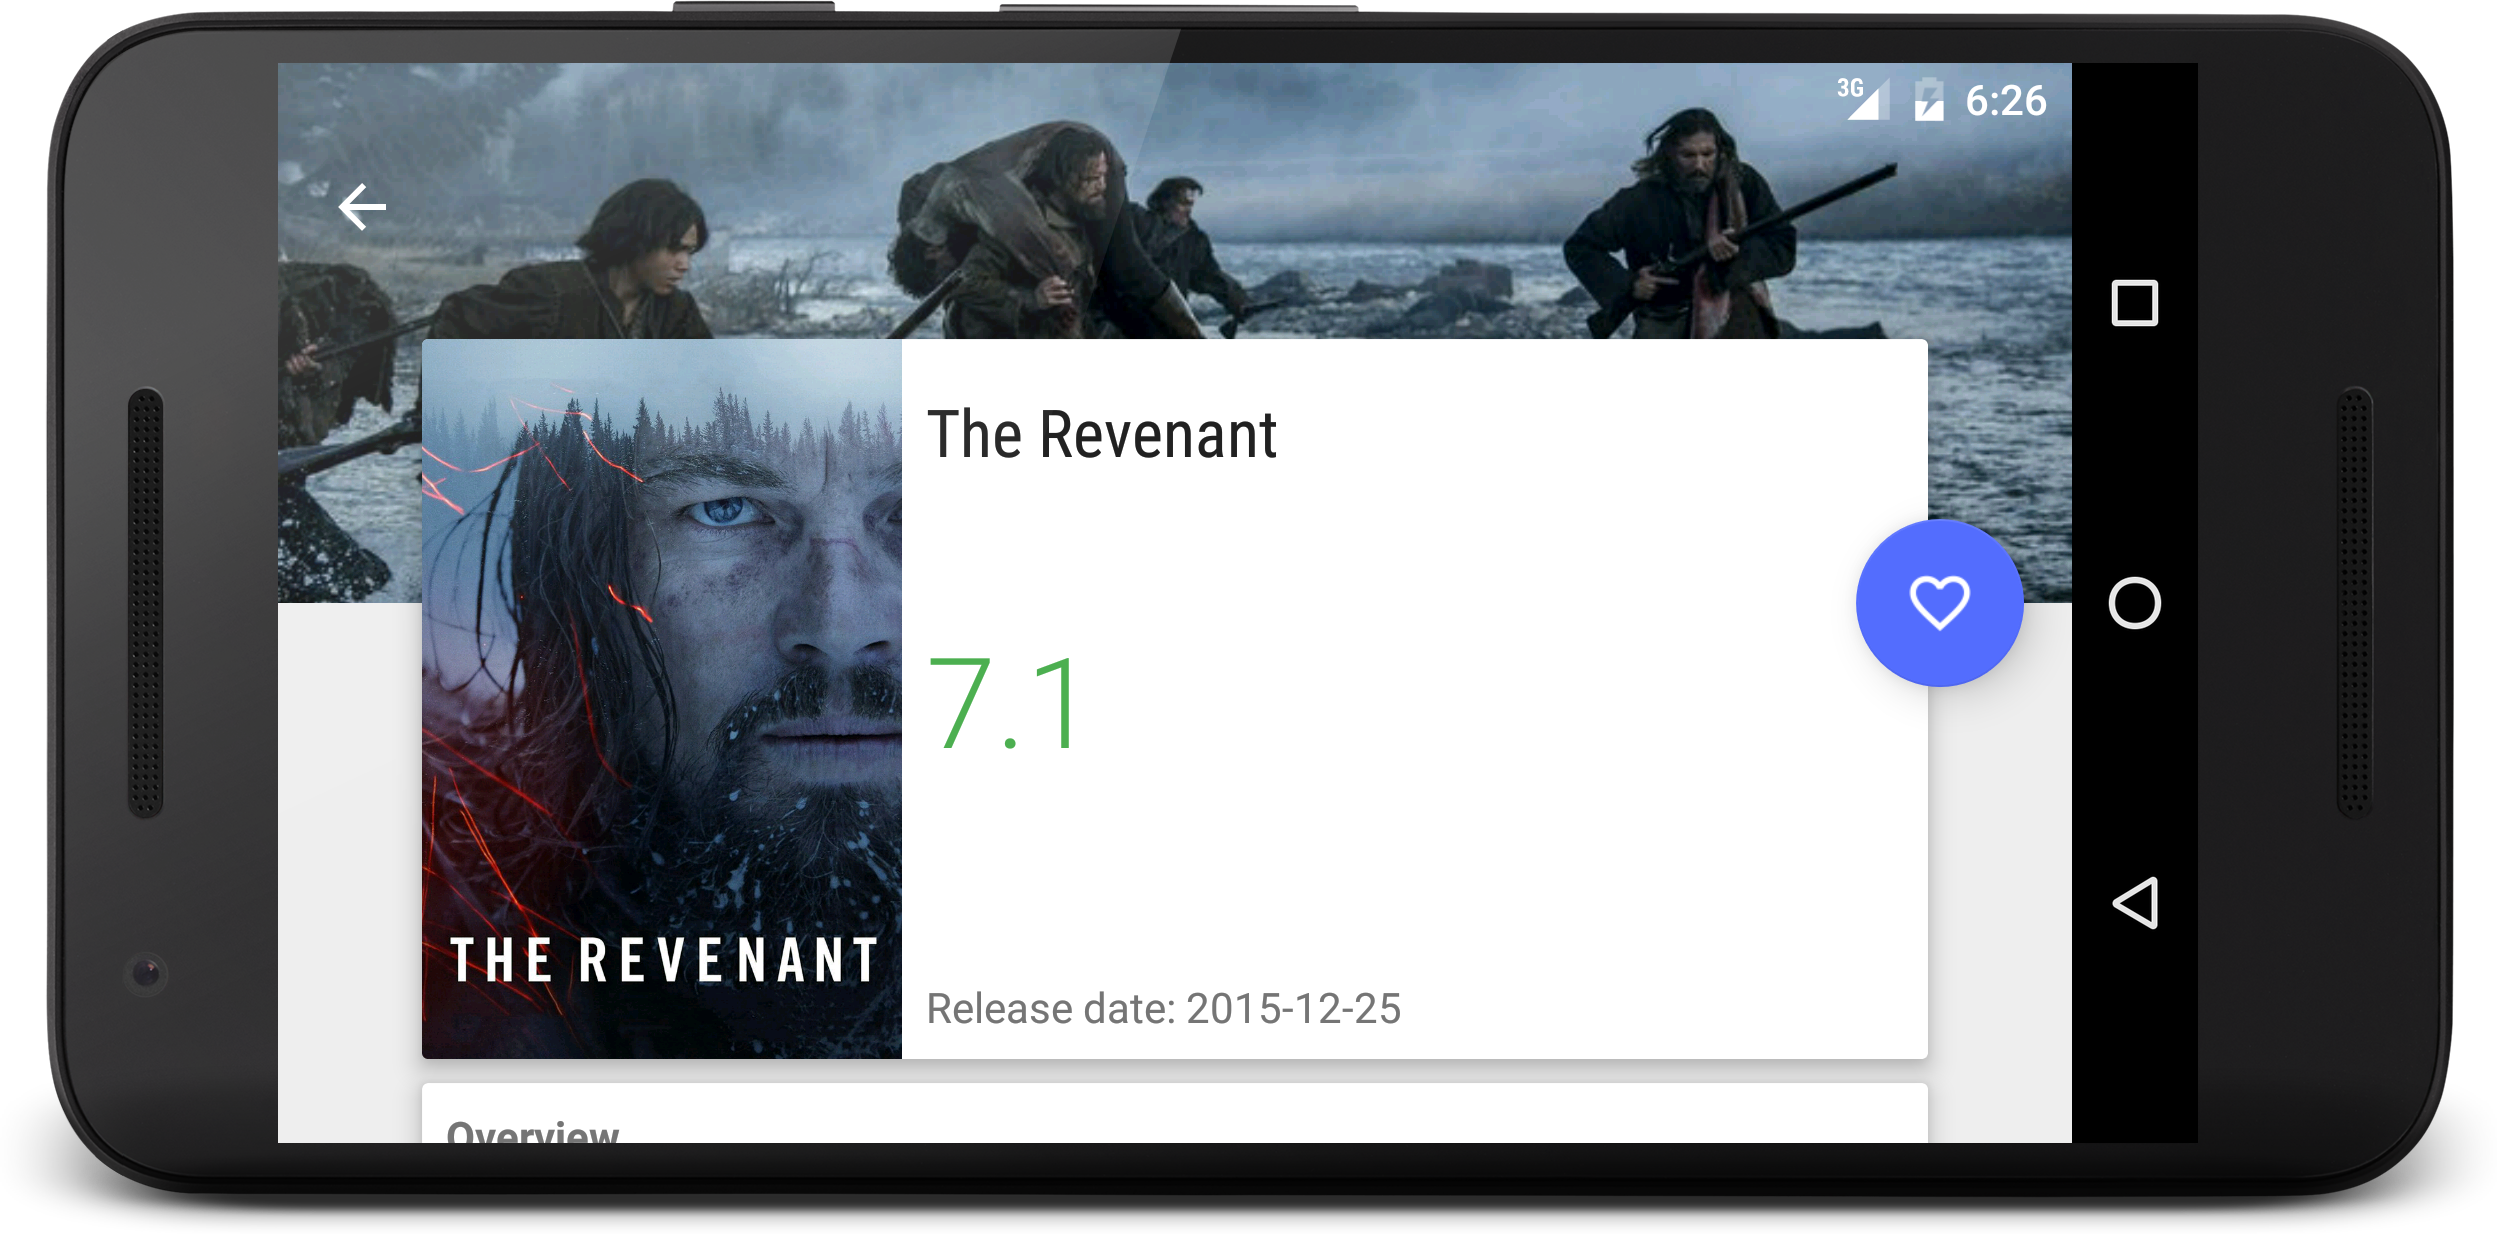 3G 6:26
The Revenant
7.1
THE REVENANT
Release date: 2015-12-25
Overview